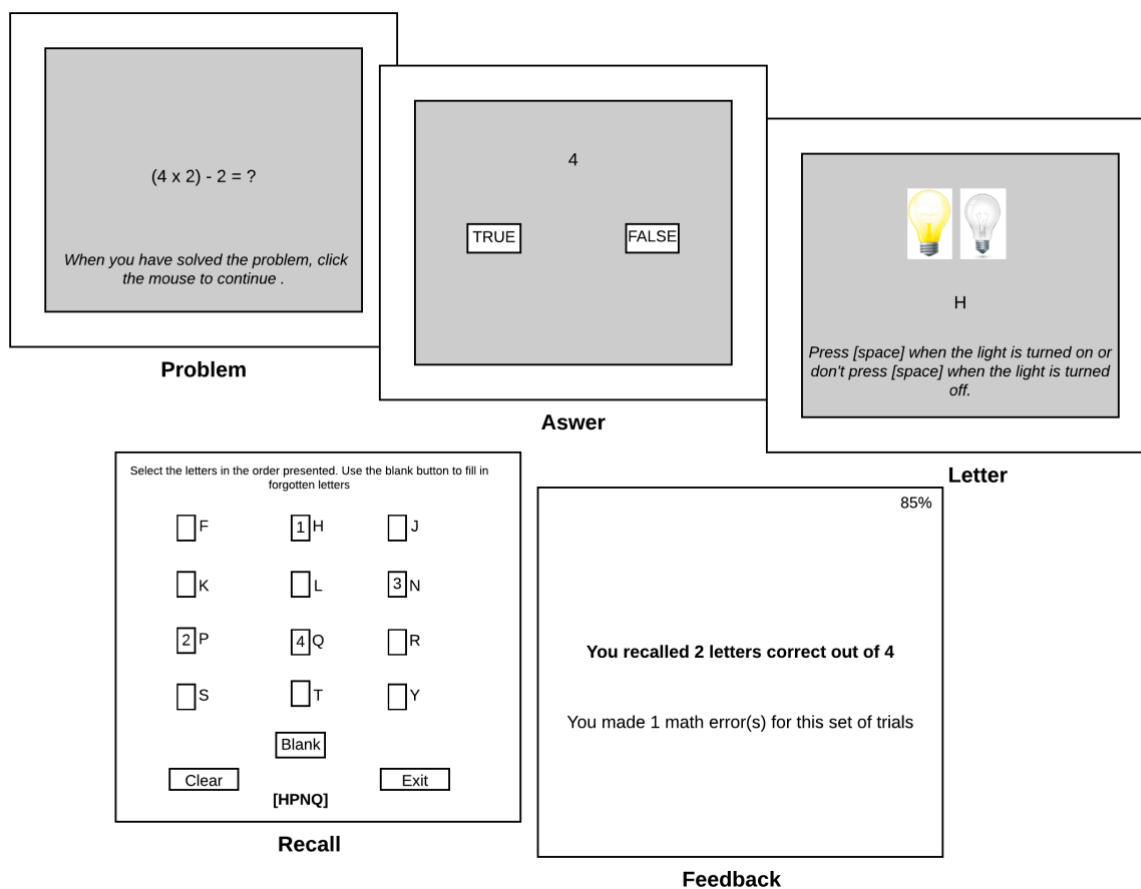 (4 x 2) - 2 = ?
When you have solved the problem, click
the mouse to continue .
Problem
4
TRUE
FALSE
Aswer
H
Press [space] when the light is turned on or
don't press [space] when the light is turned
off.
Letter
Select the letters in the order presented. Use the blank button to fill in
forgotten letters
F 1 H J
K L 3 N
2 P 4 Q R
S T Y
Blank
Clear Exit
[HPNQ]
Recall
85%
You recalled 2 letters correct out of 4
You made 1 math error(s) for this set of trials
Feedback